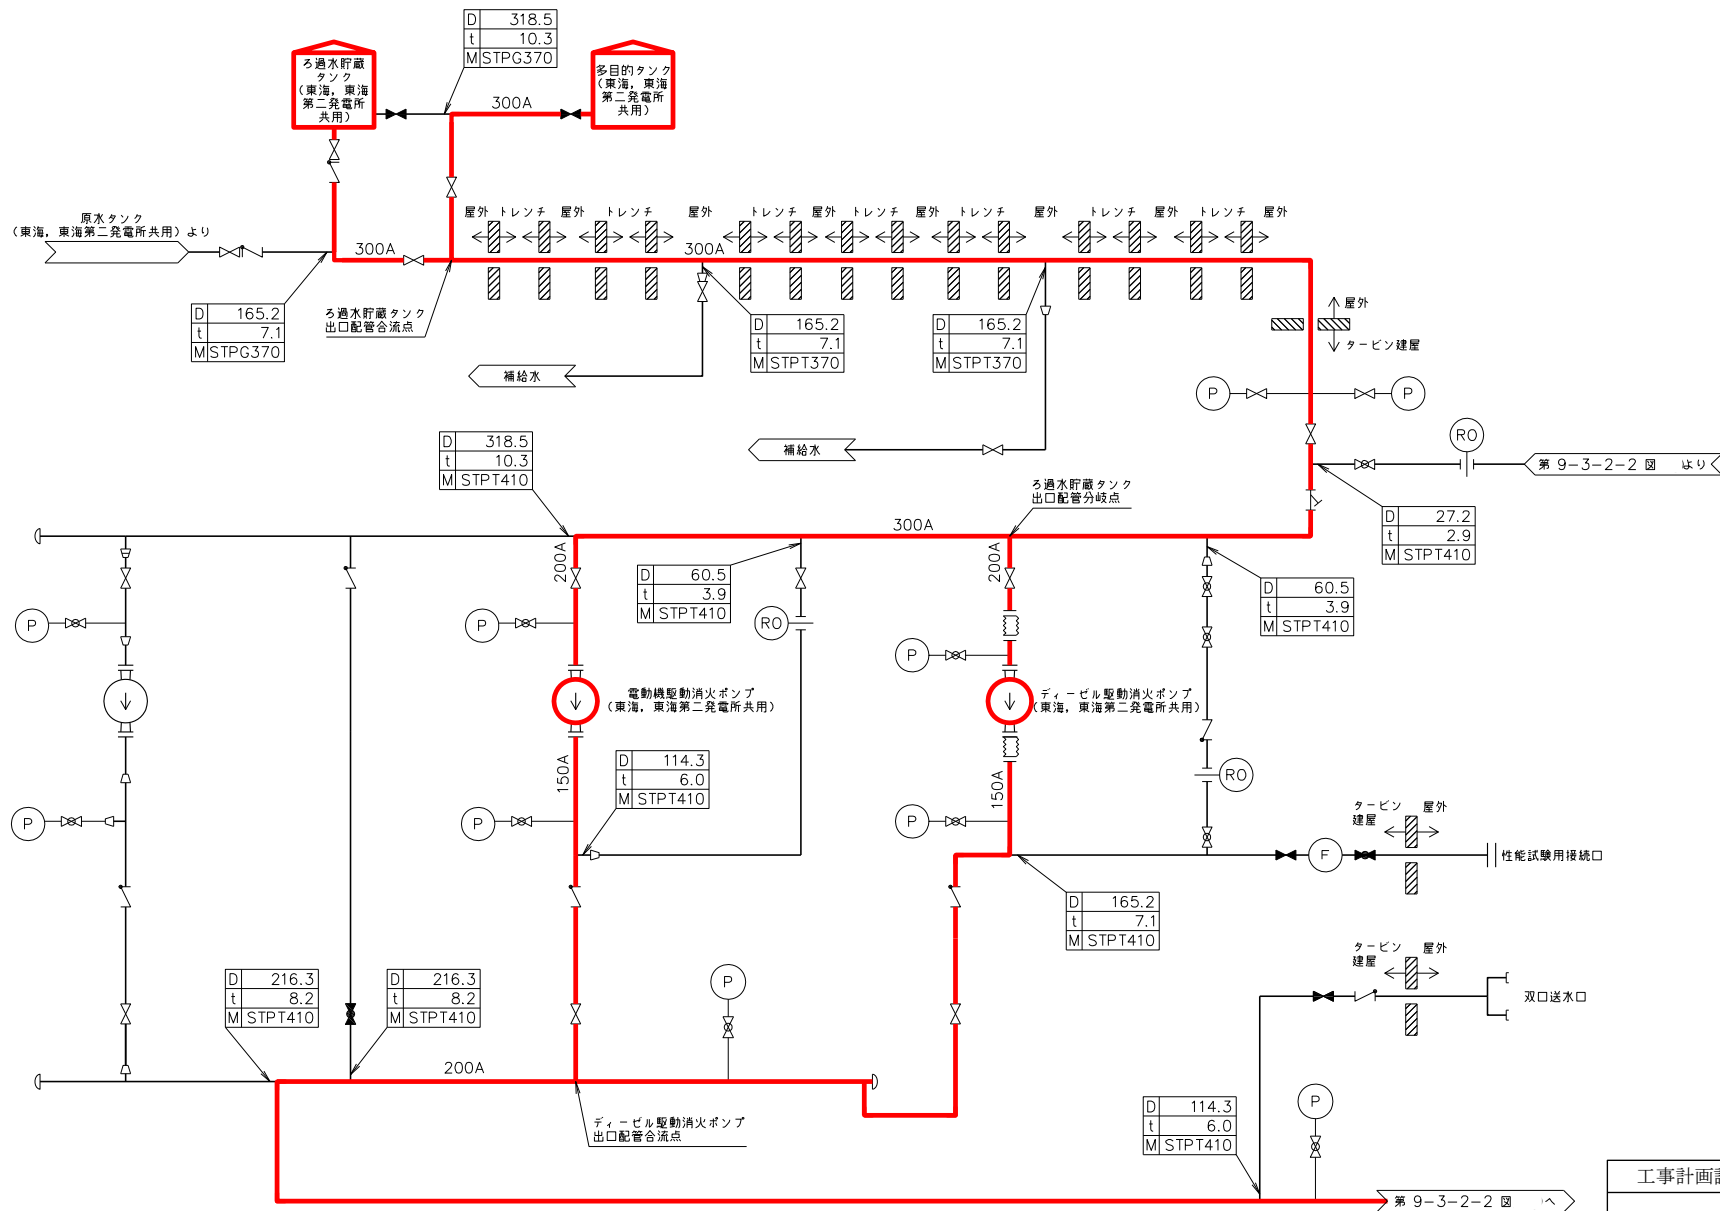 D 318.5
t 10.3
M STPG370
ろ過水貯蔵
タンク
(東海，東海
第二発電所
共用)
300A
多目的タンク
(東海，東海
第二発電所
共用)
原水タンク
(東海，東海第二発電所共用)より
300A
屋外 トレンチ 屋外 トレンチ 屋外 トレンチ 屋外 トレンチ 屋外 トレンチ 屋外 トレンチ 屋外 トレンチ 屋外
300A
D 165.2
t 7.1
M STPG370
ろ過水貯蔵タンク
出口配管合流点
D 165.2
t 7.1
M STPT370
D 165.2
t 7.1
M STPT370
屋外
タービン建屋
補給水
補給水
P
P
RO
第 9-3-2-2 図 より
D 318.5
t 10.3
M STPT410
ろ過水貯蔵タンク
出口配管分岐点
300A
D 27.2
t 2.9
M STPT410
200A
D 60.5
t 3.9
M STPT410
200A
D 60.5
t 3.9
M STPT410
P
P
RO
P
電動機駆動消火ポンプ
(東海，東海第二発電所共用)
ディーゼル駆動消火ポンプ
(東海，東海第二発電所共用)
150A
D 114.3
t 6.0
M STPT410
150A
RO
P
P
P
タービン 屋外
建屋
F
性能試験用接続口
D 165.2
t 7.1
M STPT410
タービン 屋外
建屋
双口送水口
D 216.3
t 8.2
M STPT410
D 216.3
t 8.2
M STPT410
P
200A
ディーゼル駆動消火ポンプ
出口配管合流点
D 114.3
t 6.0
M STPT410
P
第 9-3-2-2 図 へ
工事計画